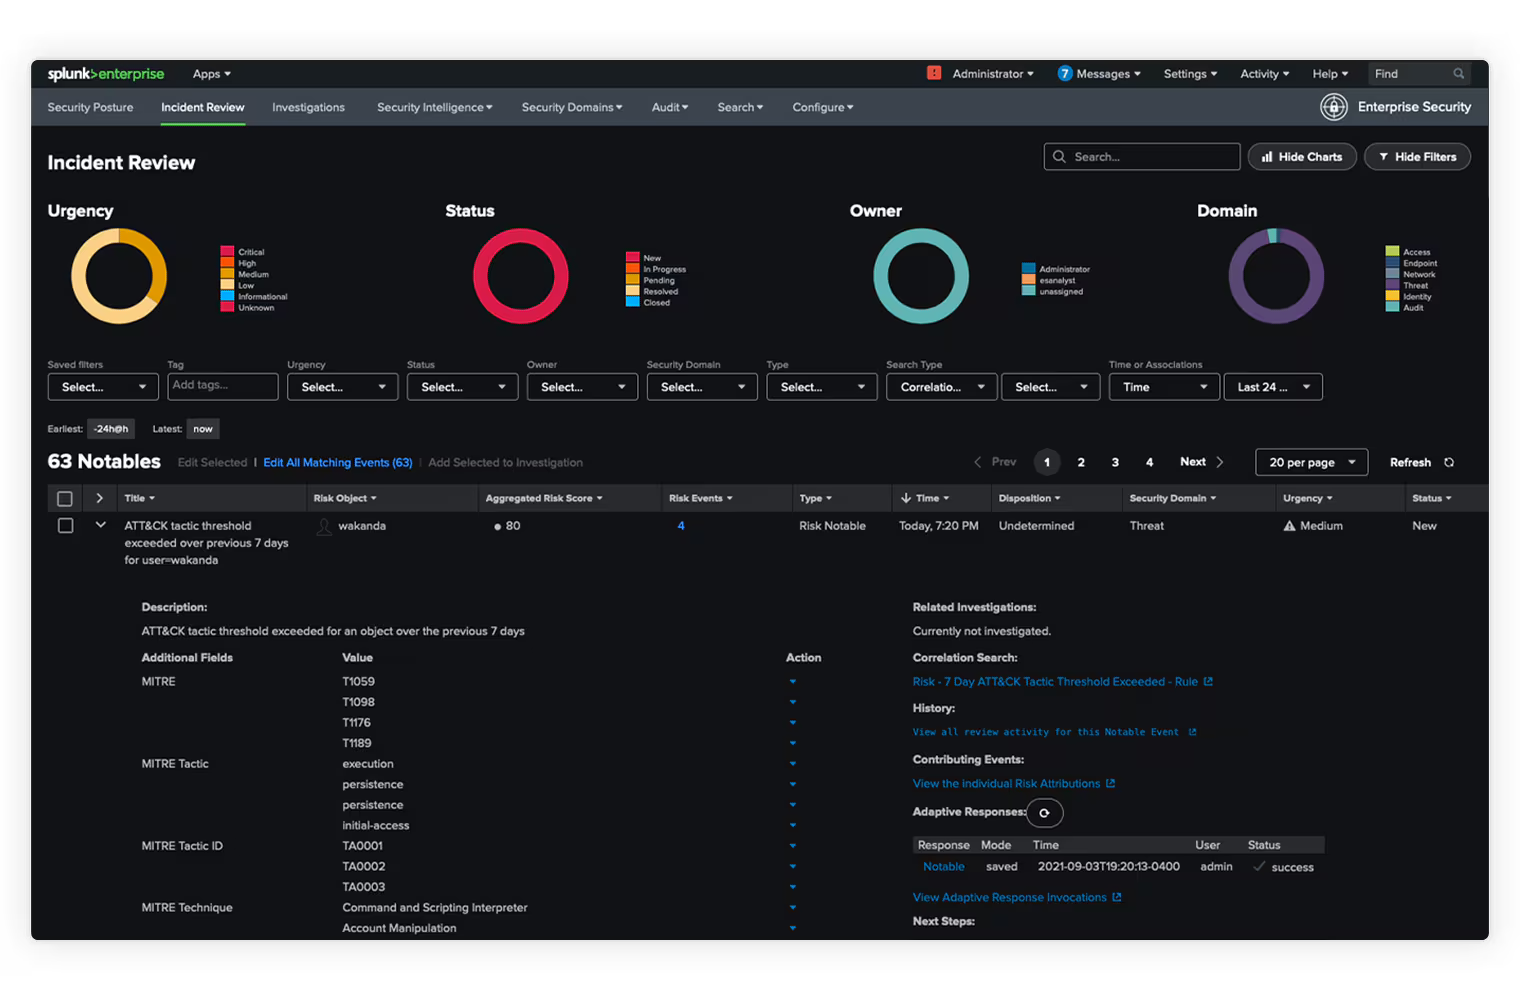 splunk>enterprise Apps Administrator 7 Messages Settings Activity Help Find
Security Posture Incident Review Investigations Security Intelligence Security Domains Audit Search Configure Enterprise Security
Incident Review Search... Hide Charts Hide Filters
Urgency
Critical
High
Medium
Low
Informational
Unknown
Status
New
In Progress
Pending
Resolved
Closed
Owner
Administrator
esanalyst
unassigned
Domain
Access
Endpoint
Network
Threat
Identity
Audit
Saved filters Tag Urgency Status Owner Security Domain Type Search Type Time or Associations
Select... Add tags... Select... Select... Select... Select... Select... Correlatio... Select... Time Last 24 ...
Earliest: -24h@h Latest: now
63 Notables Edit Selected | Edit All Matching Events (63) | Add Selected to Investigation Prev 1 2 3 4 Next 20 per page Refresh
Title Risk Object Aggregated Risk Score Risk Events Type Time Disposition Security Domain Urgency Status
ATT&CK tactic threshold wakanda 80 4 Risk Notable Today, 7:20 PM Undetermined Threat Medium New
exceeded over previous 7 days
for user=wakanda
Description:
ATT&CK tactic threshold exceeded for an object over the previous 7 days
Additional Fields Value Action
MITRE T1059
T1098
T1176
T1189
MITRE Tactic execution
persistence
persistence
initial-access
MITRE Tactic ID TA0001
TA0002
TA0003
MITRE Technique Command and Scripting Interpreter
Account Manipulation
Related Investigations:
Currently not investigated.
Correlation Search:
Risk - 7 Day ATT&CK Tactic Threshold Exceeded - Rule
History:
View all review activity for this Notable Event
Contributing Events:
View the individual Risk Attributions
Adaptive Responses:
Response Mode Time User Status
Notable saved 2021-09-03T19:20:13-0400 admin success
View Adaptive Response Invocations
Next Steps: